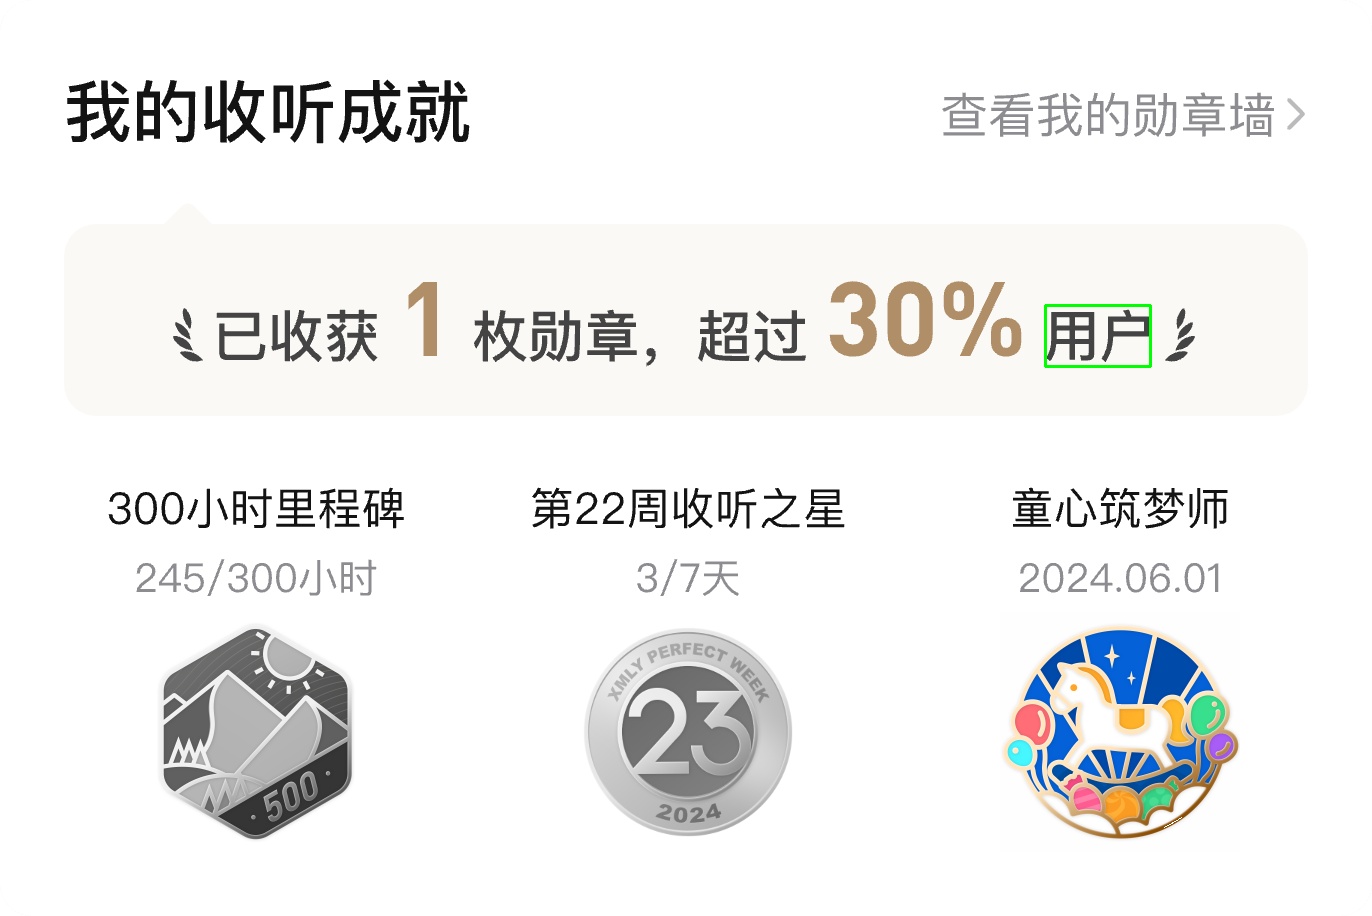 我的收听成就
查看我的勋章墙
已收获 1 枚勋章，超过 30% 用户
300小时里程碑
245/300小时
第22周收听之星
3/7天
童心筑梦师
2024.06.01
·500·
XMLY PERFECT WEEK
23
2024